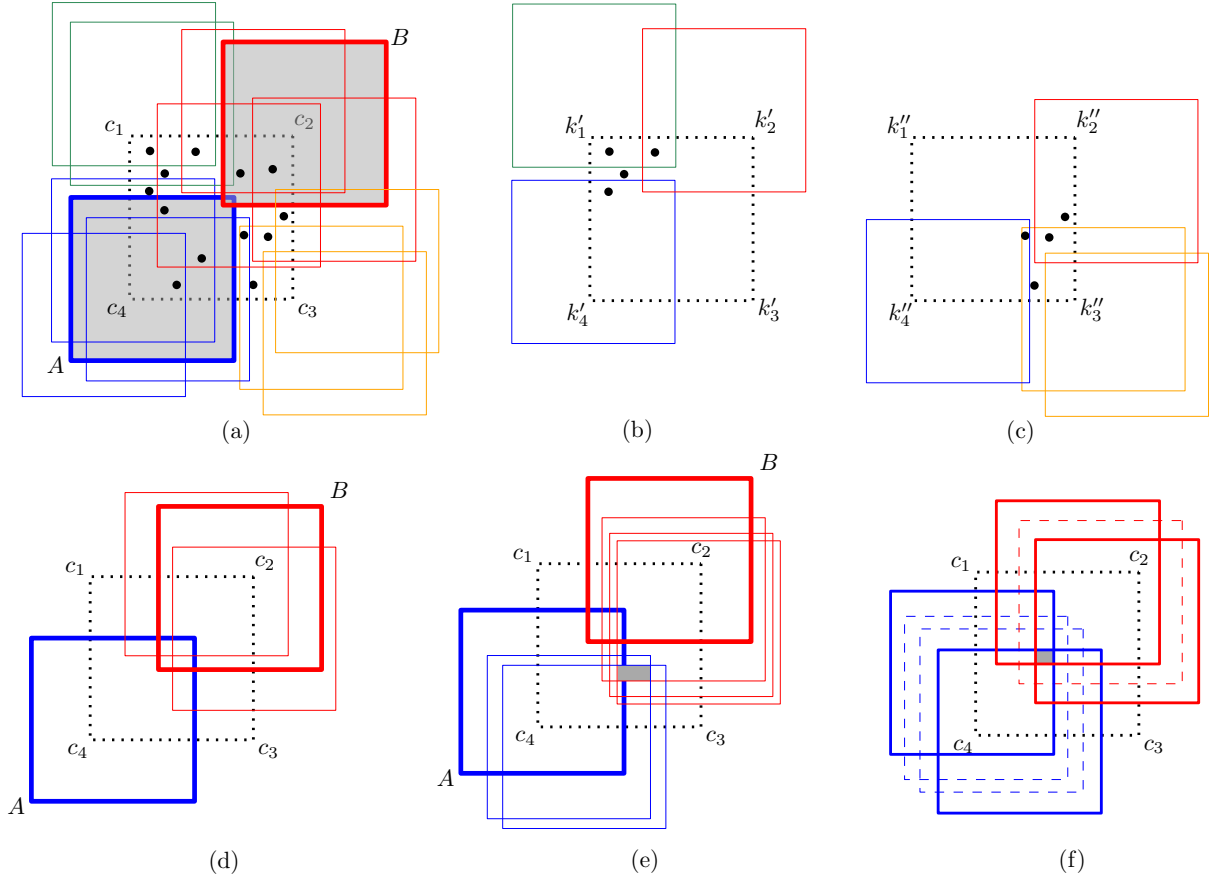 B
c₁ c₂
c₄ c₃
A
(a)
k′₁ k′₂
k′₄ k′₃
(b)
k″₁ k″₂
k″₄ k″₃
(c)
B
c₁ c₂
c₄ c₃
A
(d)
B
c₁ c₂
c₄ c₃
A
(e)
c₁ c₂
c₄ c₃
(f)